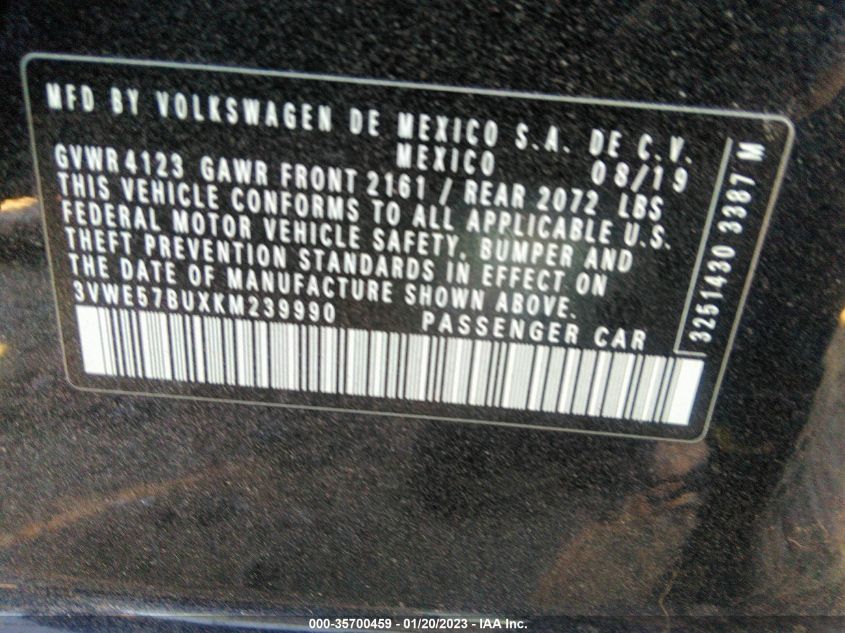 MFD BY VOLKSWAGEN DE MEXICO S.A. DE C.V.
MEXICO 08/19
GVWR 4123 GAWR FRONT 2161 / REAR 2072 LBS
THIS VEHICLE CONFORMS TO ALL APPLICABLE U.S.
FEDERAL MOTOR VEHICLE SAFETY, BUMPER AND
THEFT PREVENTION STANDARDS IN EFFECT ON
THE DATE OF MANUFACTURE SHOWN ABOVE.
3VWE57BUXKM239990 PASSENGER CAR
3251430 3387 M
000-35700459 - 01/20/2023 - IAA Inc.